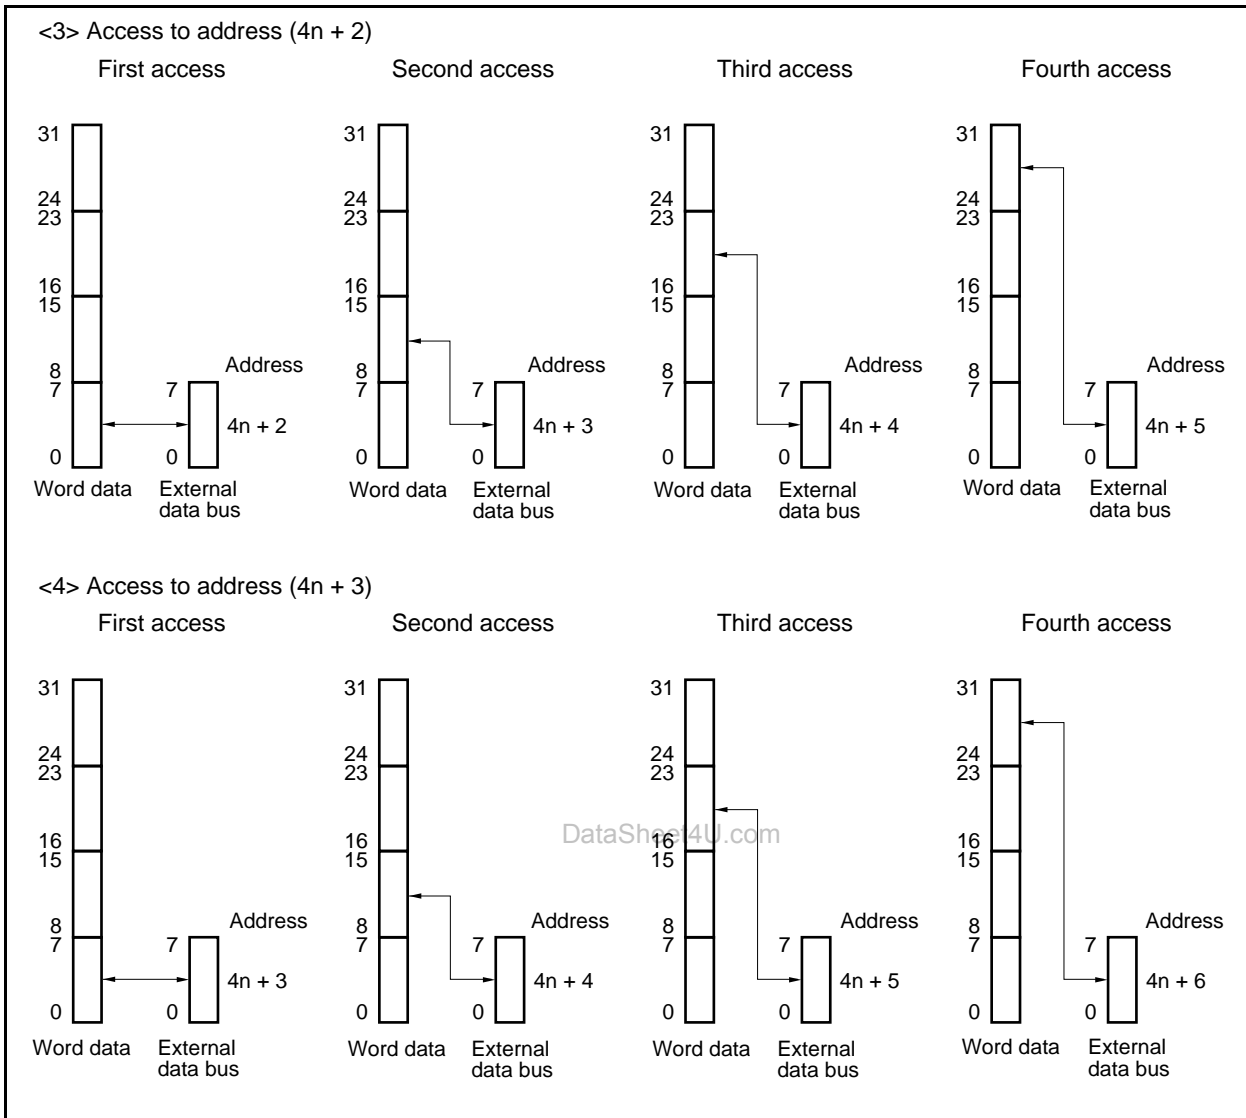 <3> Access to address (4n + 2)
First access Second access Third access Fourth access
31 31 31 31
24 24 24 24
23 23 23 23
16 16 16 16
15 15 15 15
Address Address Address Address
8 8 8 8
7 7 7 7 7 7 7 7
4n + 2 4n + 3 4n + 4 4n + 5
0 0 0 0 0 0 0 0
Word data External Word data External Word data External Word data External
data bus data bus data bus data bus
<4> Access to address (4n + 3)
First access Second access Third access Fourth access
31 31 31 31
24 24 24 24
23 23 23 23
DataSheet4U.com
16 16 16 16
15 15 15 15
Address Address Address Address
8 8 8 8
7 7 7 7 7 7 7 7
4n + 3 4n + 4 4n + 5 4n + 6
0 0 0 0 0 0 0 0
Word data External Word data External Word data External Word data External
data bus data bus data bus data bus